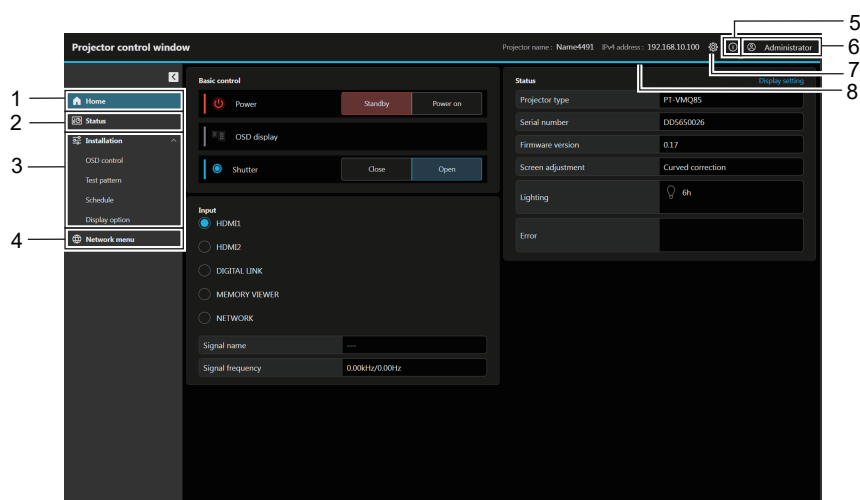 5
Projector control window Projector name : Name4491 IPv4 address : 192.168.10.100 Administrator 6
7
8
1 Home
2 Status
3 Installation
OSD control
Test pattern
Schedule
Display option
4 Network menu
Basic control
Power Standby Power on
OSD display
Shutter Close Open
Input
HDMI1
HDMI2
DIGITAL LINK
MEMORY VIEWER
NETWORK
Signal name ---
Signal frequency 0.00kHz/0.00Hz
Status Display setting
Projector type PT-VMQ85
Serial number DD5650026
Firmware version 0.17
Screen adjustment Curved correction
Lighting 6h
Error